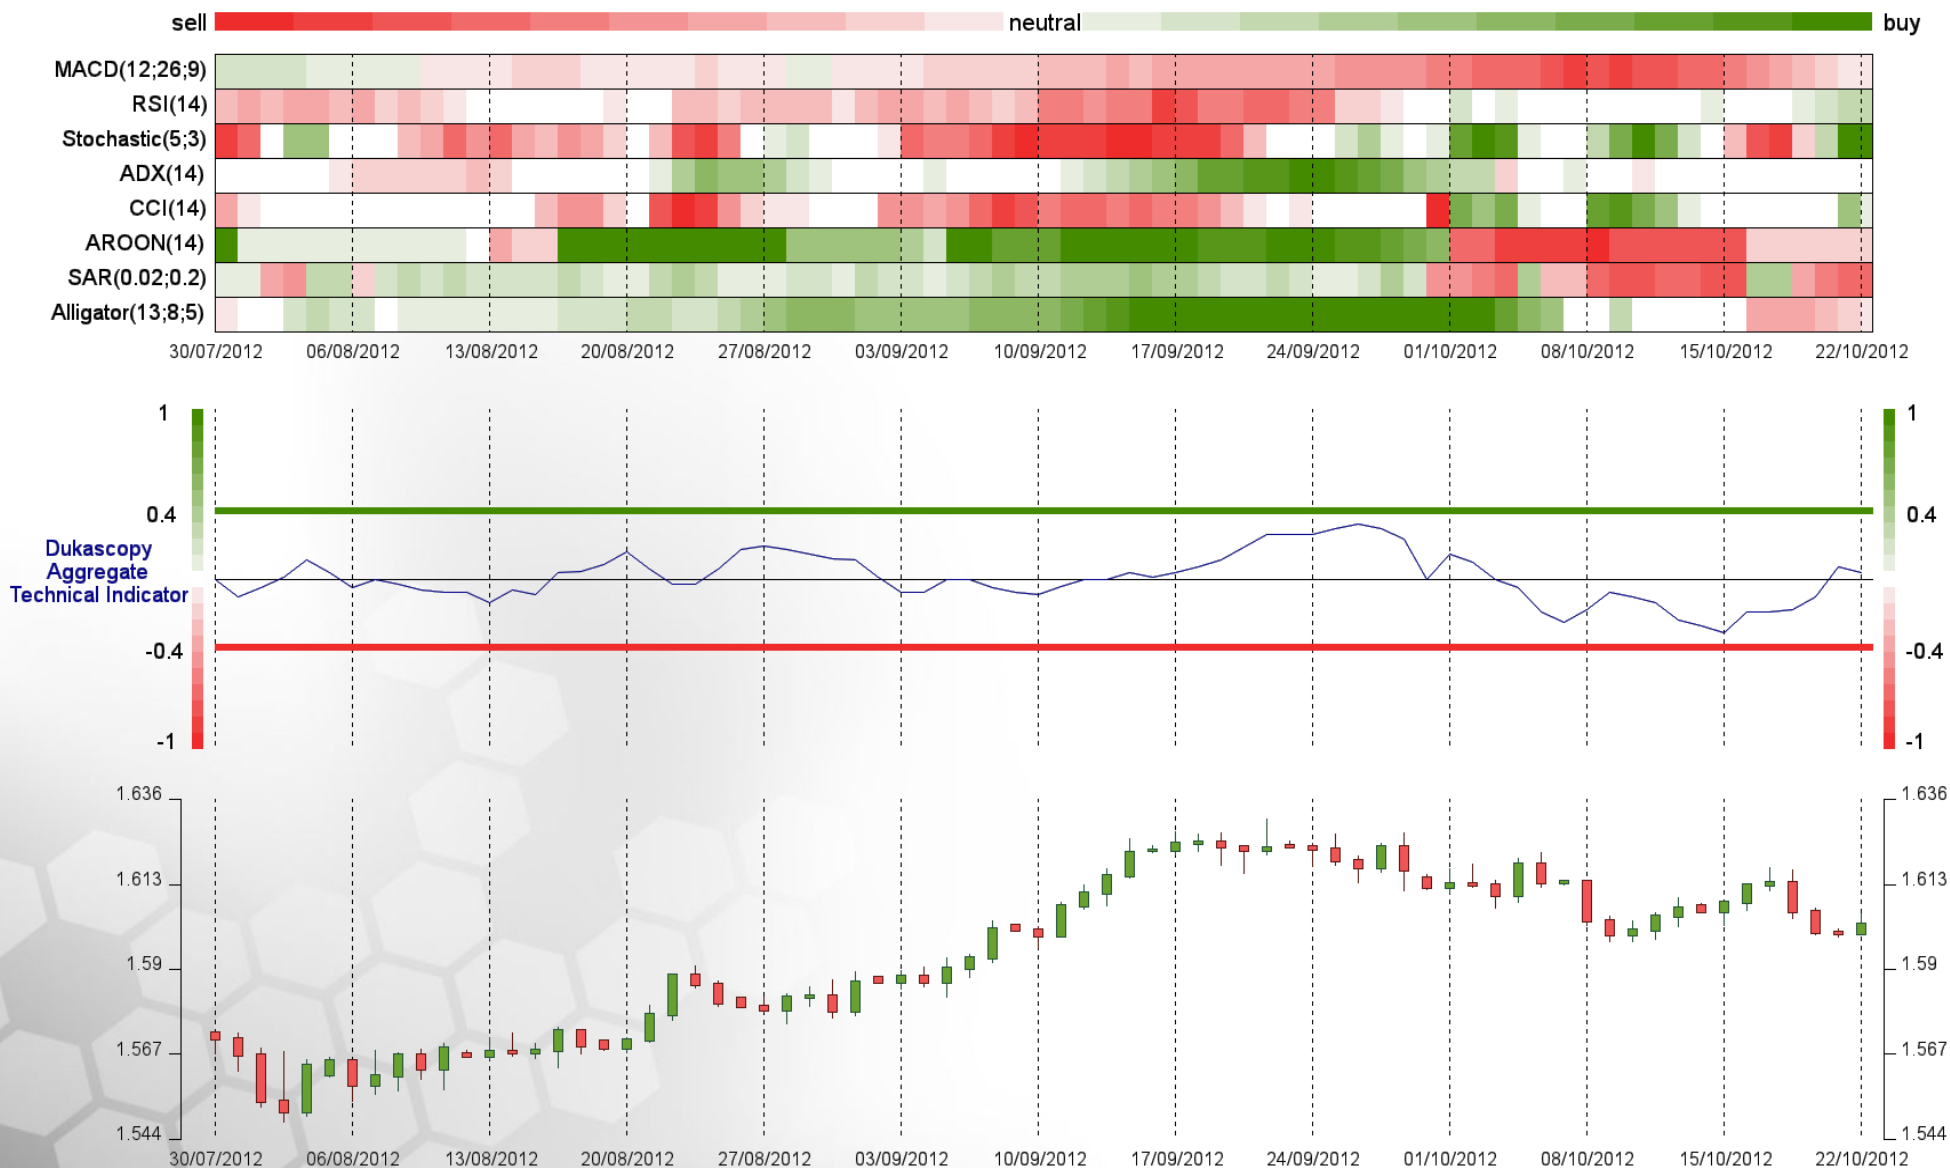 sell neutral buy
MACD(12;26;9)
RSI(14)
Stochastic(5;3)
ADX(14)
CCI(14)
AROON(14)
SAR(0.02;0.2)
Alligator(13;8;5)
30/07/2012 06/08/2012 13/08/2012 20/08/2012 27/08/2012 03/09/2012 10/09/2012 17/09/2012 24/09/2012 01/10/2012 08/10/2012 15/10/2012 22/10/2012
1 1
0.4 0.4
Dukascopy
Aggregate
Technical Indicator
-0.4 -0.4
-1 -1
1.636 1.636
1.613 1.613
1.59 1.59
1.567 1.567
1.544 1.544
30/07/2012 06/08/2012 13/08/2012 20/08/2012 27/08/2012 03/09/2012 10/09/2012 17/09/2012 24/09/2012 01/10/2012 08/10/2012 15/10/2012 22/10/2012